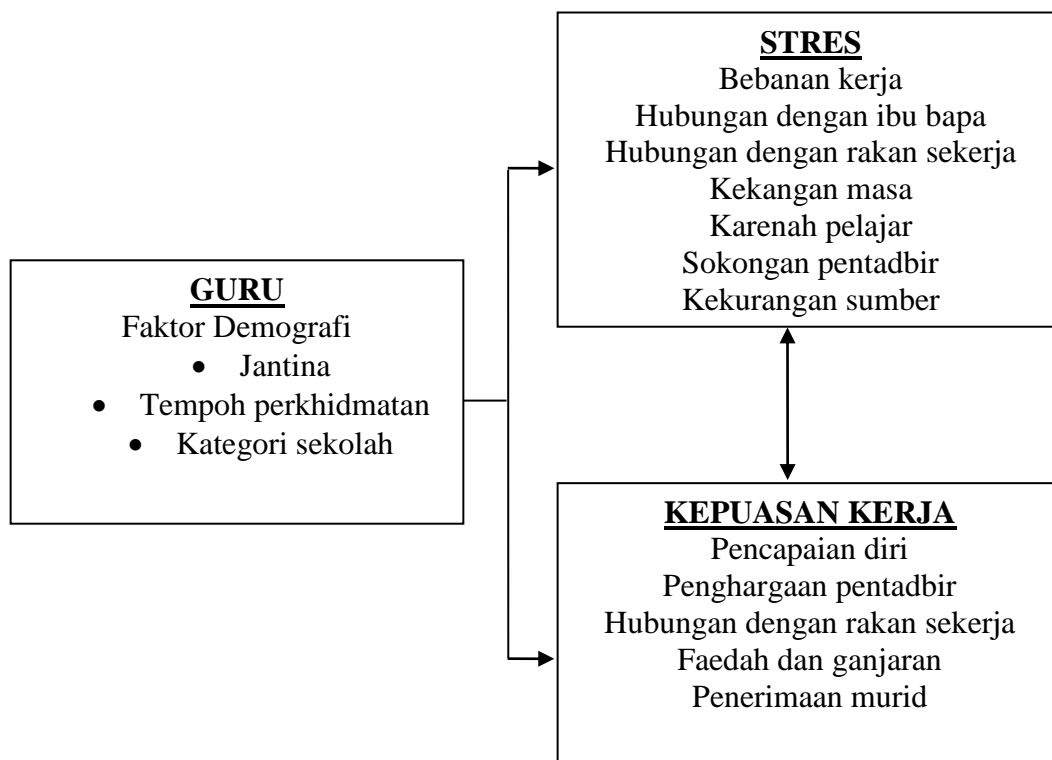 STRES
Bebanan kerja
Hubungan dengan ibu bapa
Hubungan dengan rakan sekerja
Kekangan masa
Karenah pelajar
Sokongan pentadbir
Kekurangan sumber
GURU
Faktor Demografi
• Jantina
• Tempoh perkhidmatan
• Kategori sekolah
KEPUASAN KERJA
Pencapaian diri
Penghargaan pentadbir
Hubungan dengan rakan sekerja
Faedah dan ganjaran
Penerimaan murid